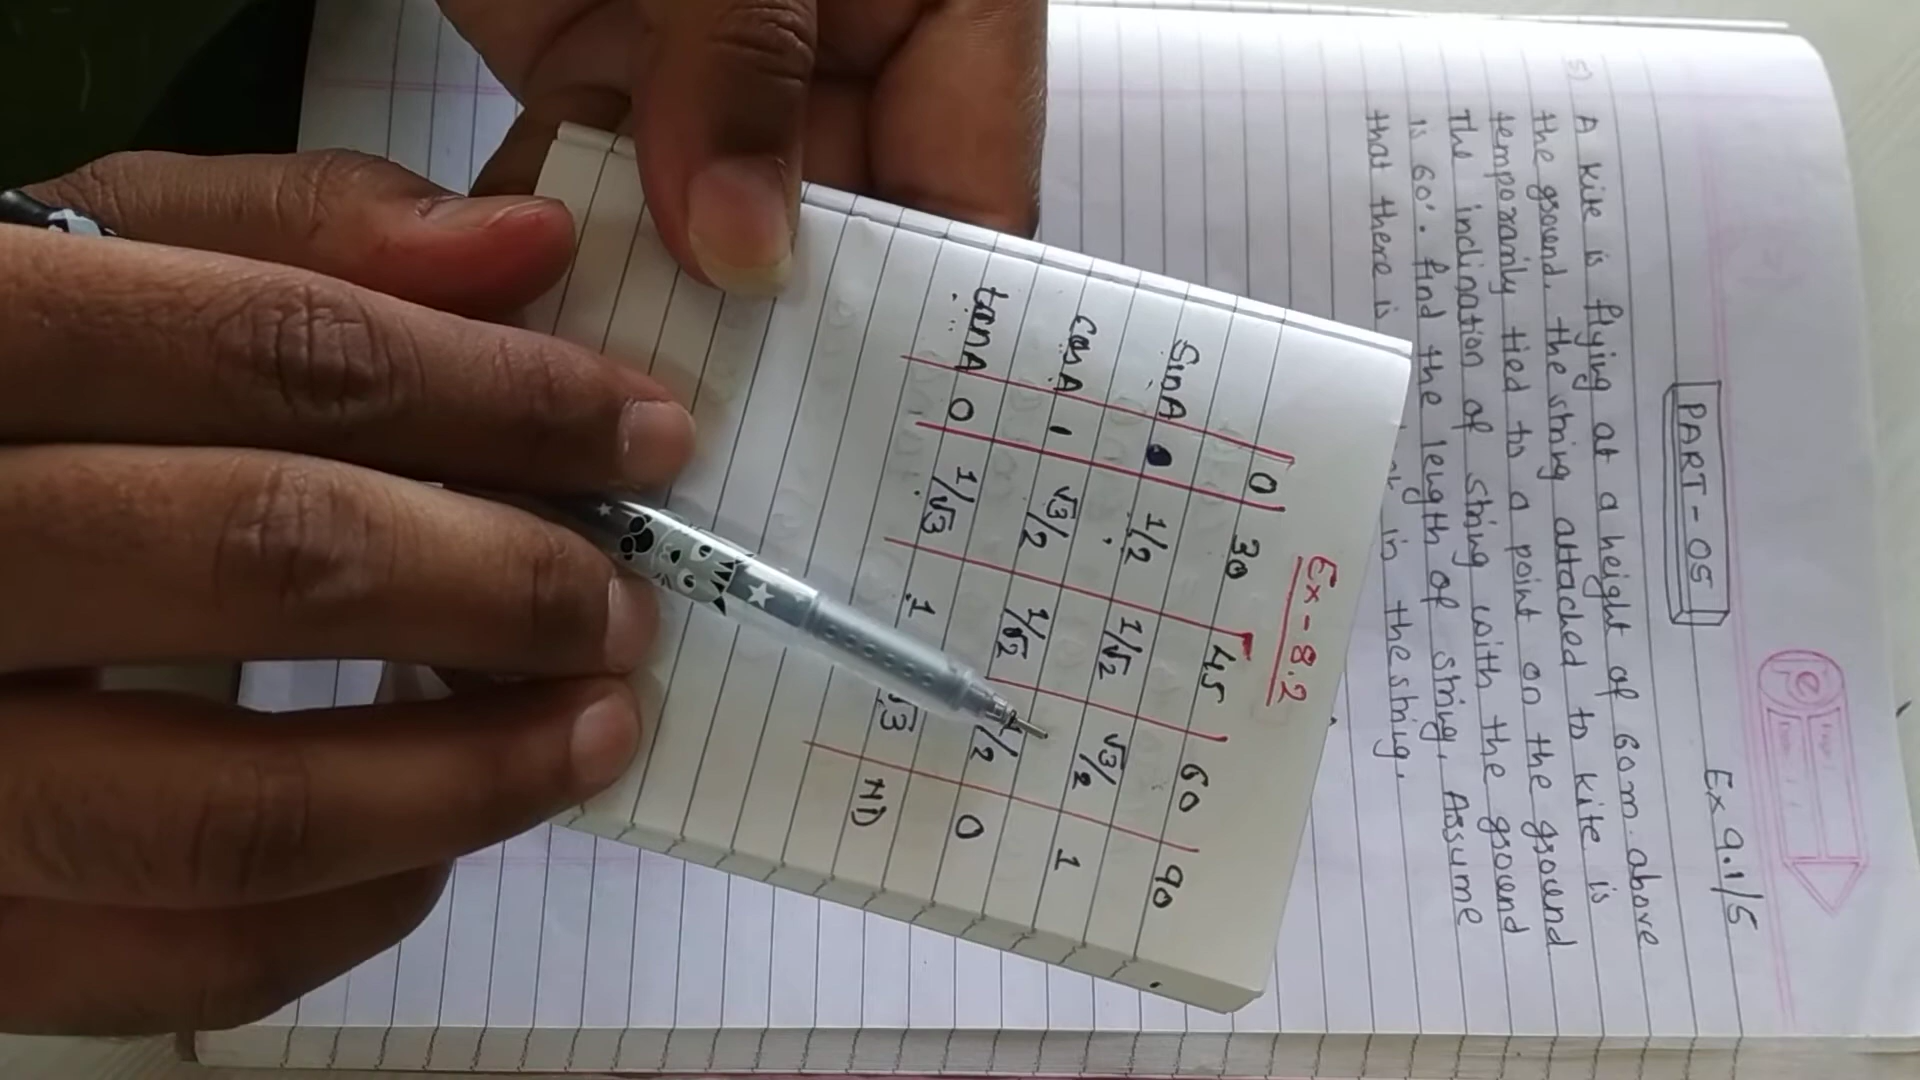 Ex 9.1/5
PART-05
5) A kite is flying at a height of 60m above
the ground. the string attached to kite is
temporarily tied to a point on the ground
The inclination of string with the ground
is 60°. find the length of string. Assume
that there is in the string.
Ex-8.2
0 30 45 60 90
SinA 0 1/2 1/√2 √3/2 1
CosA 1 √3/2 1/√2 1/2 0
tanA 0 1/√3 1 √3 ND